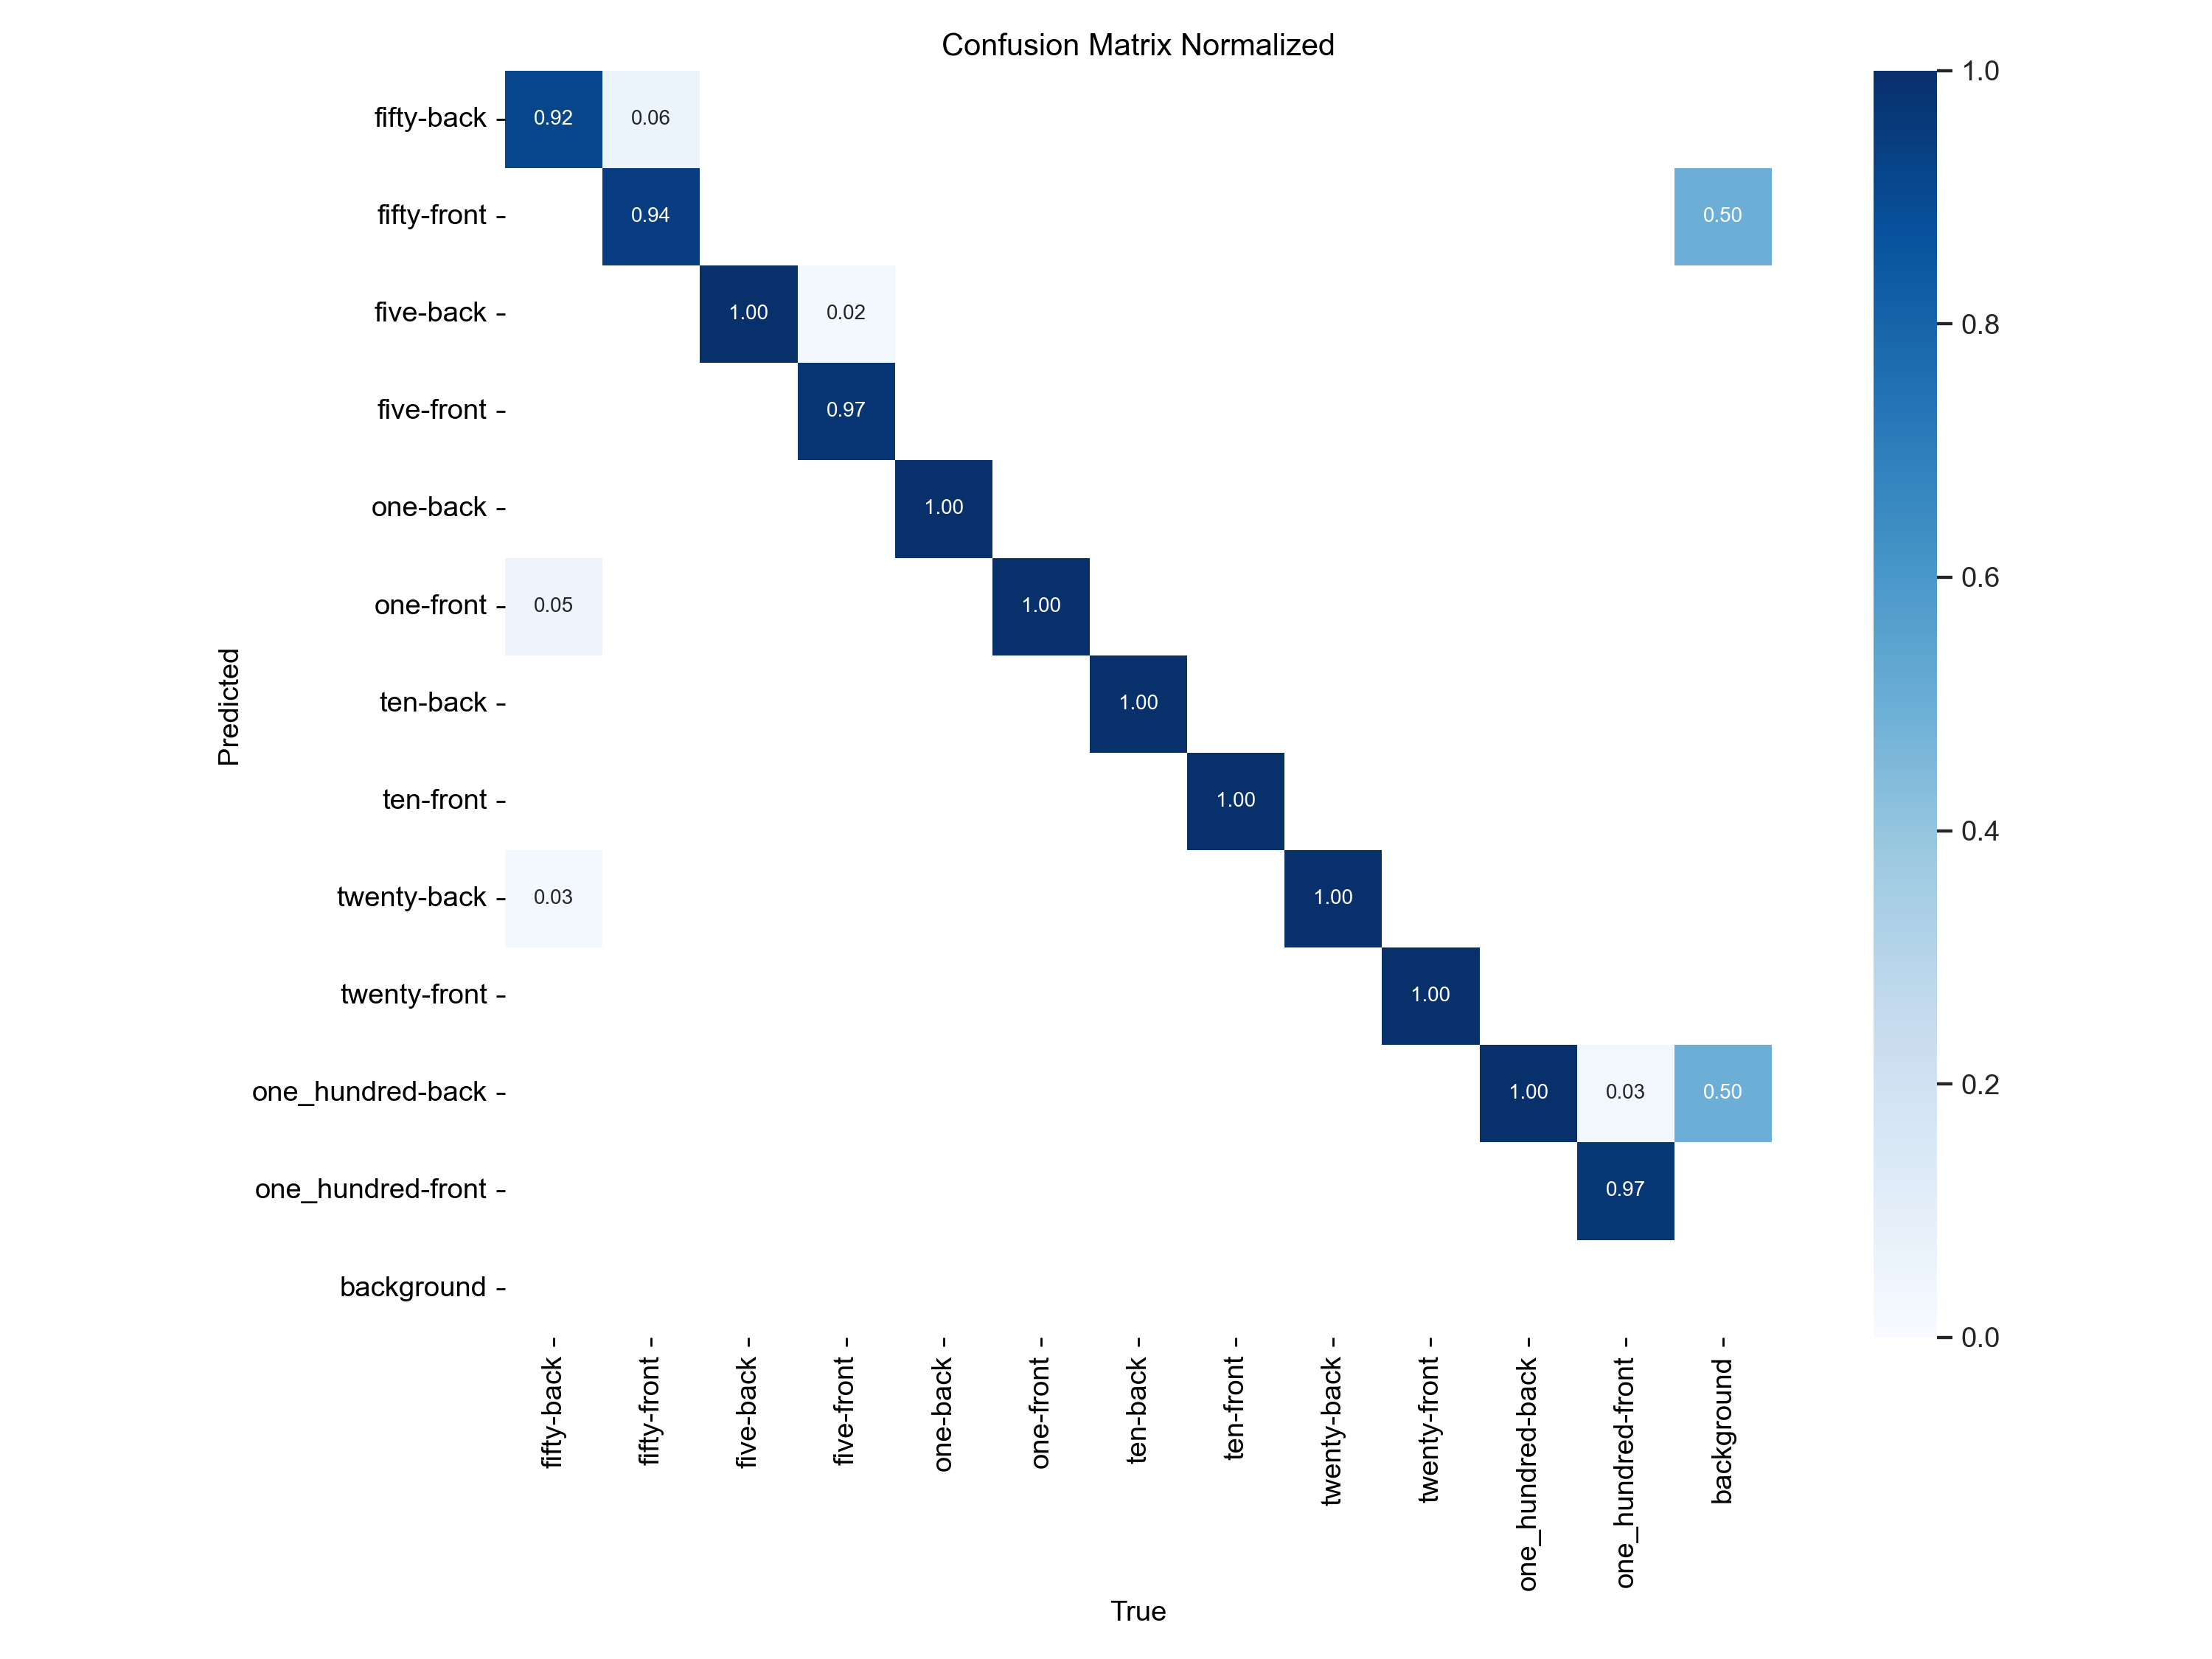 Confusion Matrix Normalized
fifty-back 0.92 0.06
fifty-front 0.94 0.50
five-back 1.00 0.02
five-front 0.97
one-back 1.00
one-front 0.05 1.00
ten-back 1.00
ten-front 1.00
twenty-back 0.03 1.00
twenty-front 1.00
one_hundred-back 1.00 0.03 0.50
one_hundred-front 0.97
background
Predicted
fifty-back
fifty-front
five-back
five-front
one-back
one-front
ten-back
ten-front
twenty-back
twenty-front
one_hundred-back
one_hundred-front
background
True
1.0
0.8
0.6
0.4
0.2
0.0